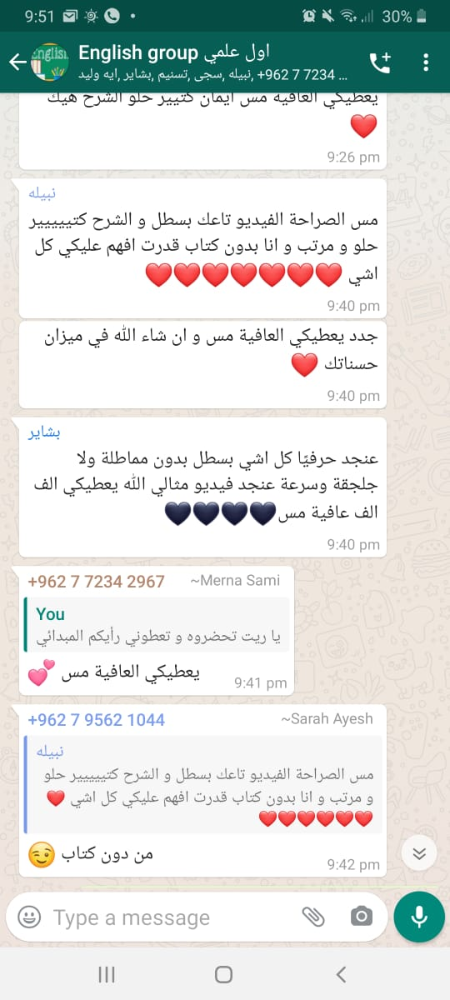 9:51
30%
English group اول علمي
نبيله, سجى, تسنيم, بشاير, ايه وليد, +962 7 7234 ...
يعطيكي العافية مس ايمان كتيير حلو الشرح هيك
❤️
9:26 pm
نبيله
مس الصراحة الفيديو تاعك بسطل و الشرح كتيييييير
حلو و مرتب و انا بدون كتاب قدرت افهم عليكي كل
اشي ❤️❤️❤️❤️❤️❤️❤️
9:40 pm
جدد يعطيكي العافية مس و ان شاء الله في ميزان
حسناتك ❤️
9:40 pm
بشاير
عنجد حرفيًا كل اشي بسطل بدون مماطلة ولا
جلجقة وسرعة عنجد فيديو مثالي الله يعطيكي الف
الف عافية مس🖤🖤🖤🖤
9:40 pm
+962 7 7234 2967 ~Merna Sami
You
يا ريت تحضروه و تعطوني رأيكم المبدائي
يعطيكي العافية مس 💕
9:41 pm
+962 7 9562 1044 ~Sarah Ayesh
نبيله
مس الصراحة الفيديو تاعك بسطل و الشرح كتيييييير حلو
و مرتب و انا بدون كتاب قدرت افهم عليكي كل اشي ❤️
❤️❤️❤️❤️❤️❤️
من دون كتاب 😉
9:42 pm
Type a message